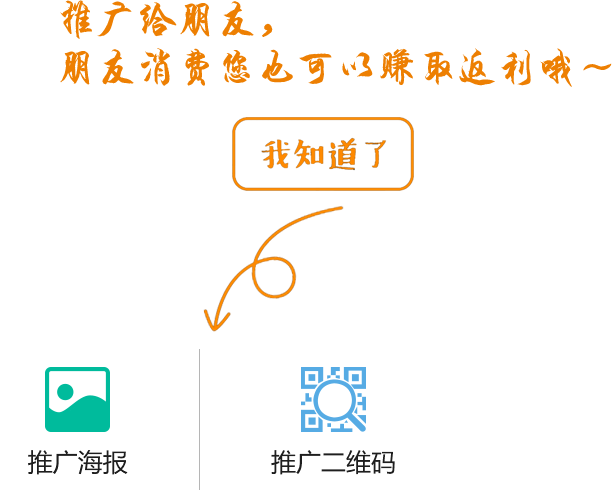 推广给朋友，
朋友消费您也可以赚取返利哦～
我知道了
推广海报
推广二维码